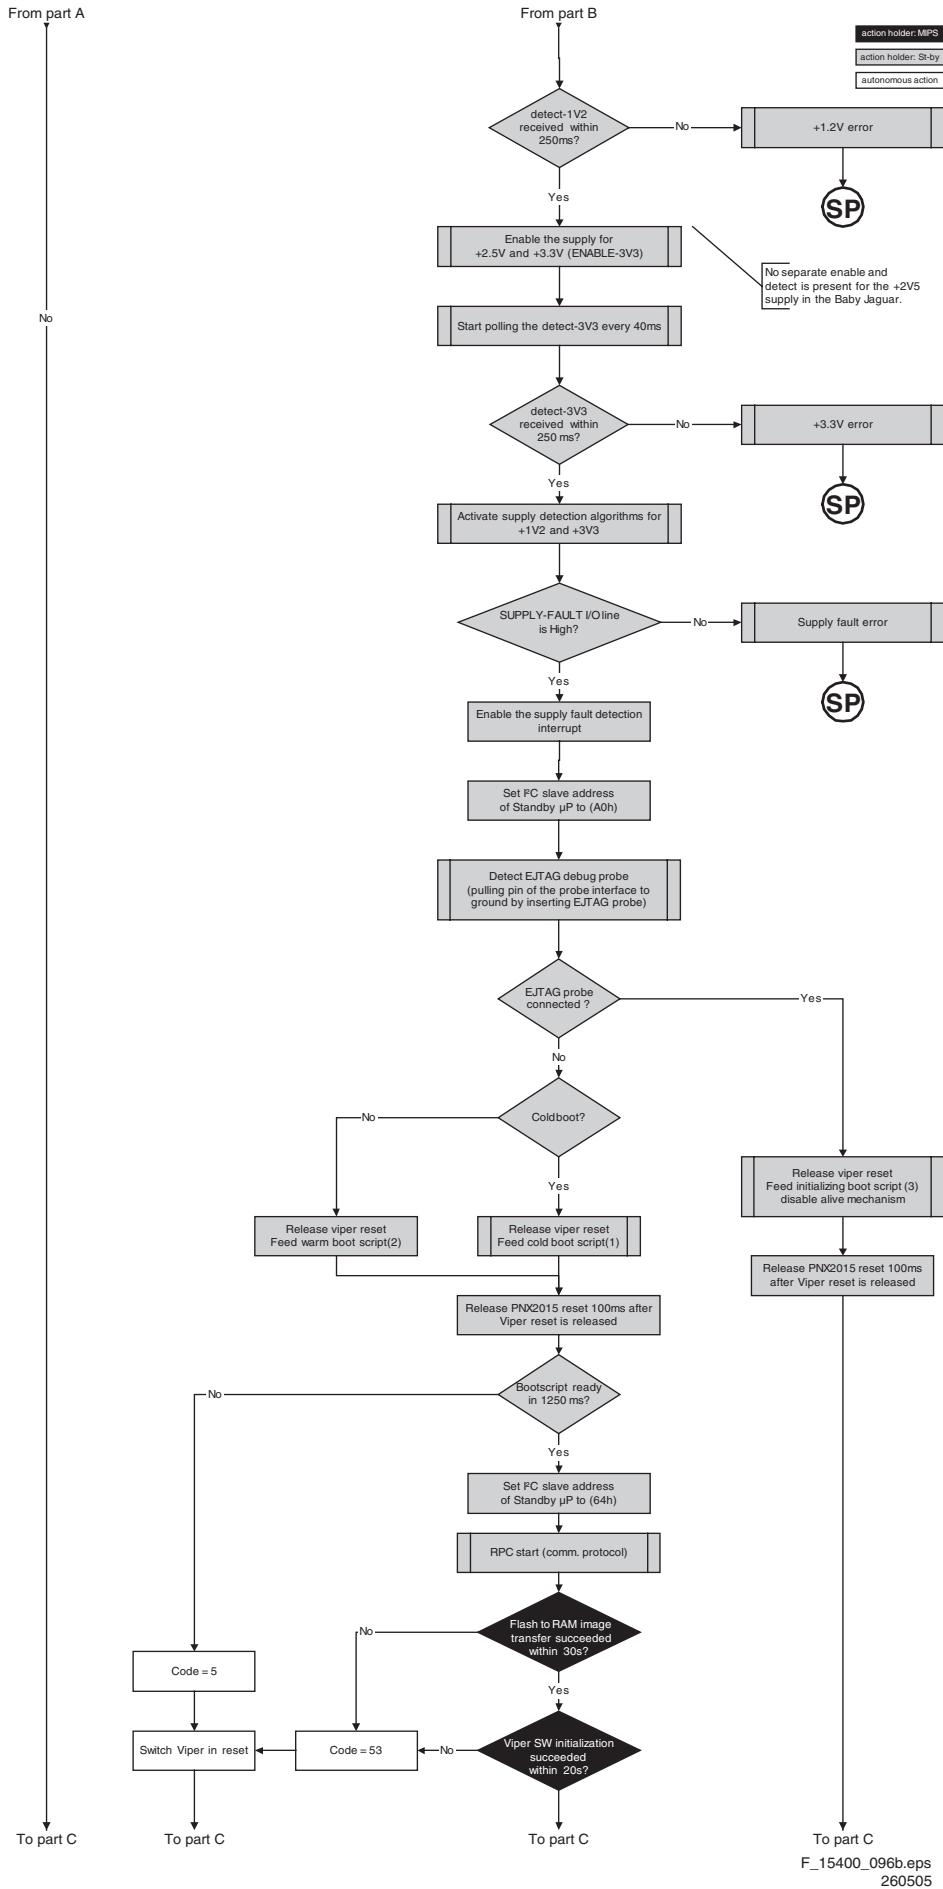 From part A
From part B
action holder: MIPS
action holder: St-by
autonomous action
detect-1V2
received within
250ms?
No
+1.2V error
SP
Yes
Enable the supply for
+2.5V and +3.3V (ENABLE-3V3)
No separate enable and
detect is present for the +2V5
supply in the Baby Jaguar.
No
Start polling the detect-3V3 every 40ms
detect-3V3
received within
250 ms?
No
+3.3V error
SP
Yes
Activate supply detection algorithms for
+1V2 and +3V3
SUPPLY-FAULT I/O line
is High?
No
Supply fault error
SP
Yes
Enable the supply fault detection
interrupt
Set I²C slave address
of Standby µP to (A0h)
Detect EJTAG debug probe
(pulling pin of the probe interface to
ground by inserting EJTAG probe)
EJTAG probe
connected ?
Yes
No
Cold boot?
No
Yes
Release viper reset
Feed initializing boot script (3)
disable alive mechanism
Release viper reset
Feed warm boot script(2)
Release viper reset
Feed cold boot script(1)
Release PNX2015 reset 100ms
after Viper reset is released
Release PNX2015 reset 100ms after
Viper reset is released
Bootscript ready
in 1250 ms?
No
Yes
Set I²C slave address
of Standby µP to (64h)
RPC start (comm. protocol)
Flash to RAM image
transfer succeeded
within 30s?
No
Yes
Code = 5
Switch Viper in reset
Code = 53
No
Viper SW initialization
succeeded
within 20s?
To part C
To part C
To part C
To part C
F_15400_096b.eps
260505